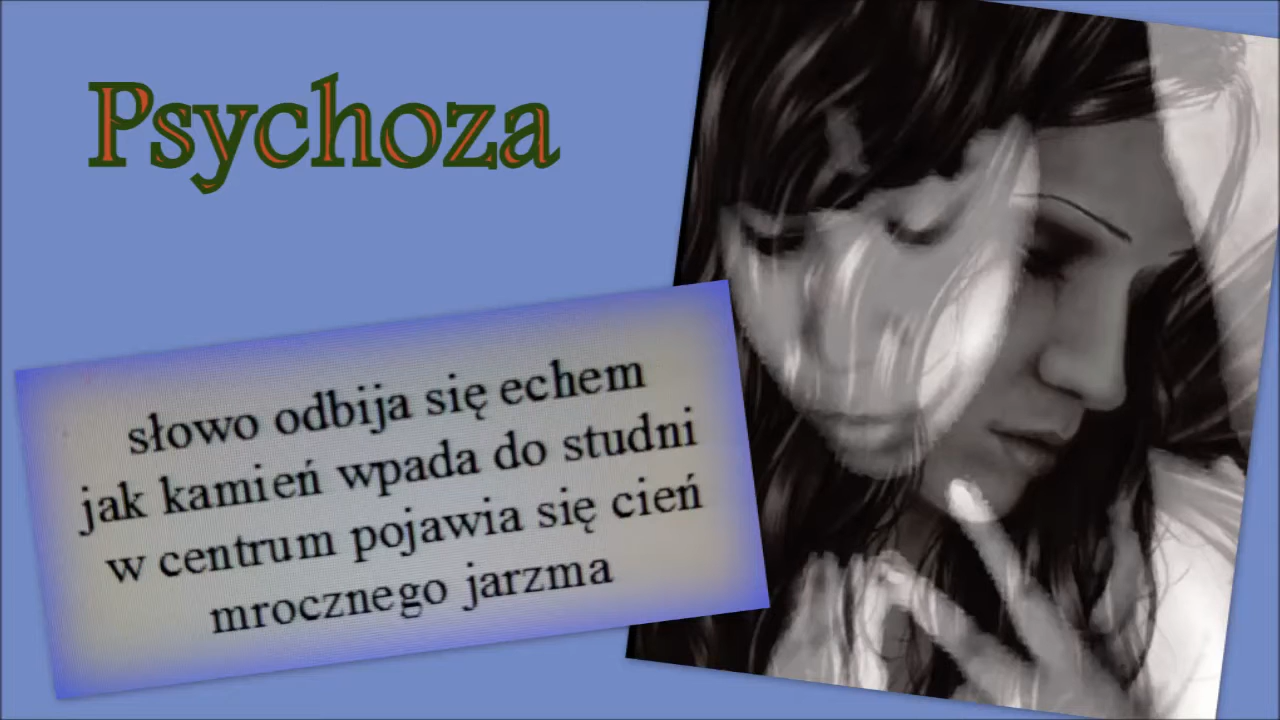 Psychoza
słowo odbija się echem
jak kamień wpada do studni
w centrum pojawia się cień
mrocznego jarzma